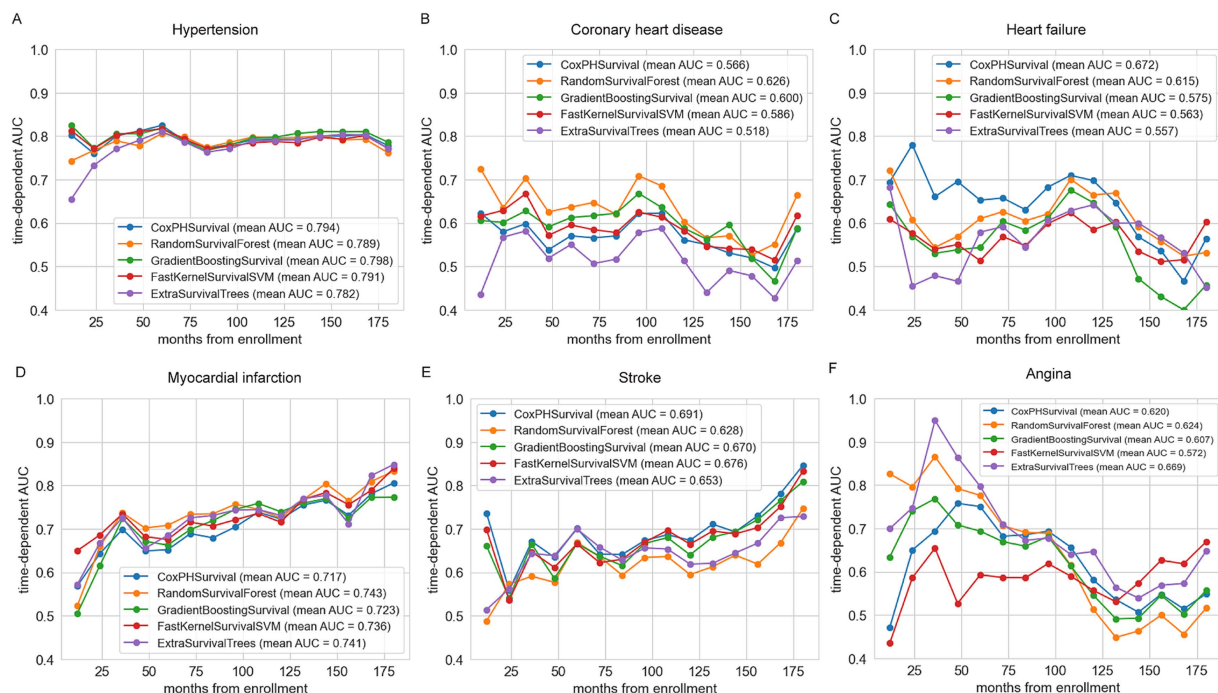 A
Hypertension
1.0
0.9
0.8
0.7
0.6
0.5
0.4
time-dependent AUC
CoxPHSurvival (mean AUC = 0.794)
RandomSurvivalForest (mean AUC = 0.789)
GradientBoostingSurvival (mean AUC = 0.798)
FastKernelSurvivalSVM (mean AUC = 0.791)
ExtraSurvivalTrees (mean AUC = 0.782)
25 50 75 100 125 150 175
months from enrollment
B
Coronary heart disease
1.0
0.9
0.8
0.7
0.6
0.5
0.4
time-dependent AUC
CoxPHSurvival (mean AUC = 0.566)
RandomSurvivalForest (mean AUC = 0.626)
GradientBoostingSurvival (mean AUC = 0.600)
FastKernelSurvivalSVM (mean AUC = 0.586)
ExtraSurvivalTrees (mean AUC = 0.518)
25 50 75 100 125 150 175
months from enrollment
C
Heart failure
1.0
0.9
0.8
0.7
0.6
0.5
0.4
time-dependent AUC
CoxPHSurvival (mean AUC = 0.672)
RandomSurvivalForest (mean AUC = 0.615)
GradientBoostingSurvival (mean AUC = 0.575)
FastKernelSurvivalSVM (mean AUC = 0.563)
ExtraSurvivalTrees (mean AUC = 0.557)
25 50 75 100 125 150 175
months from enrollment
D
Myocardial infarction
1.0
0.9
0.8
0.7
0.6
0.5
0.4
time-dependent AUC
CoxPHSurvival (mean AUC = 0.717)
RandomSurvivalForest (mean AUC = 0.743)
GradientBoostingSurvival (mean AUC = 0.723)
FastKernelSurvivalSVM (mean AUC = 0.736)
ExtraSurvivalTrees (mean AUC = 0.741)
25 50 75 100 125 150 175
months from enrollment
E
Stroke
1.0
0.9
0.8
0.7
0.6
0.5
0.4
time-dependent AUC
CoxPHSurvival (mean AUC = 0.691)
RandomSurvivalForest (mean AUC = 0.628)
GradientBoostingSurvival (mean AUC = 0.670)
FastKernelSurvivalSVM (mean AUC = 0.676)
ExtraSurvivalTrees (mean AUC = 0.653)
25 50 75 100 125 150 175
months from enrollment
F
Angina
1.0
0.9
0.8
0.7
0.6
0.5
0.4
time-dependent AUC
CoxPHSurvival (mean AUC = 0.620)
RandomSurvivalForest (mean AUC = 0.624)
GradientBoostingSurvival (mean AUC = 0.607)
FastKernelSurvivalSVM (mean AUC = 0.572)
ExtraSurvivalTrees (mean AUC = 0.669)
25 50 75 100 125 150 175
months from enrollment